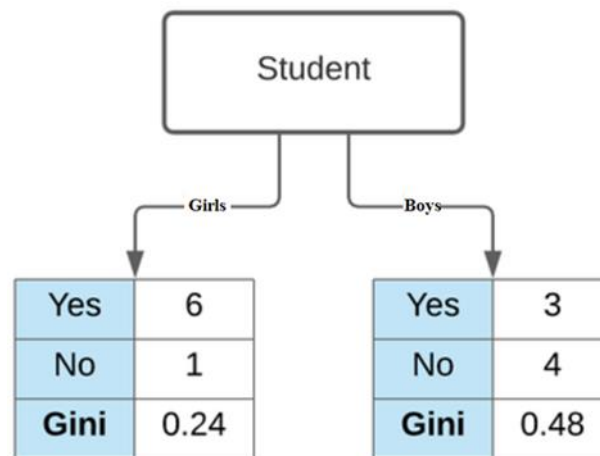 Student
Girls
Boys
Yes 6
No 1
Gini 0.24
Yes 3
No 4
Gini 0.48